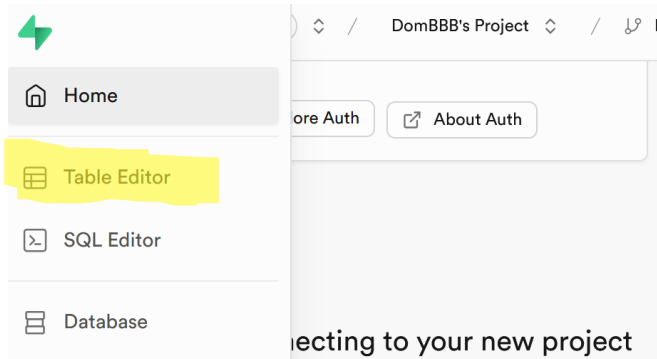 DomBBB's Project
Home
ore Auth
About Auth
Table Editor
SQL Editor
Database
necting to your new project